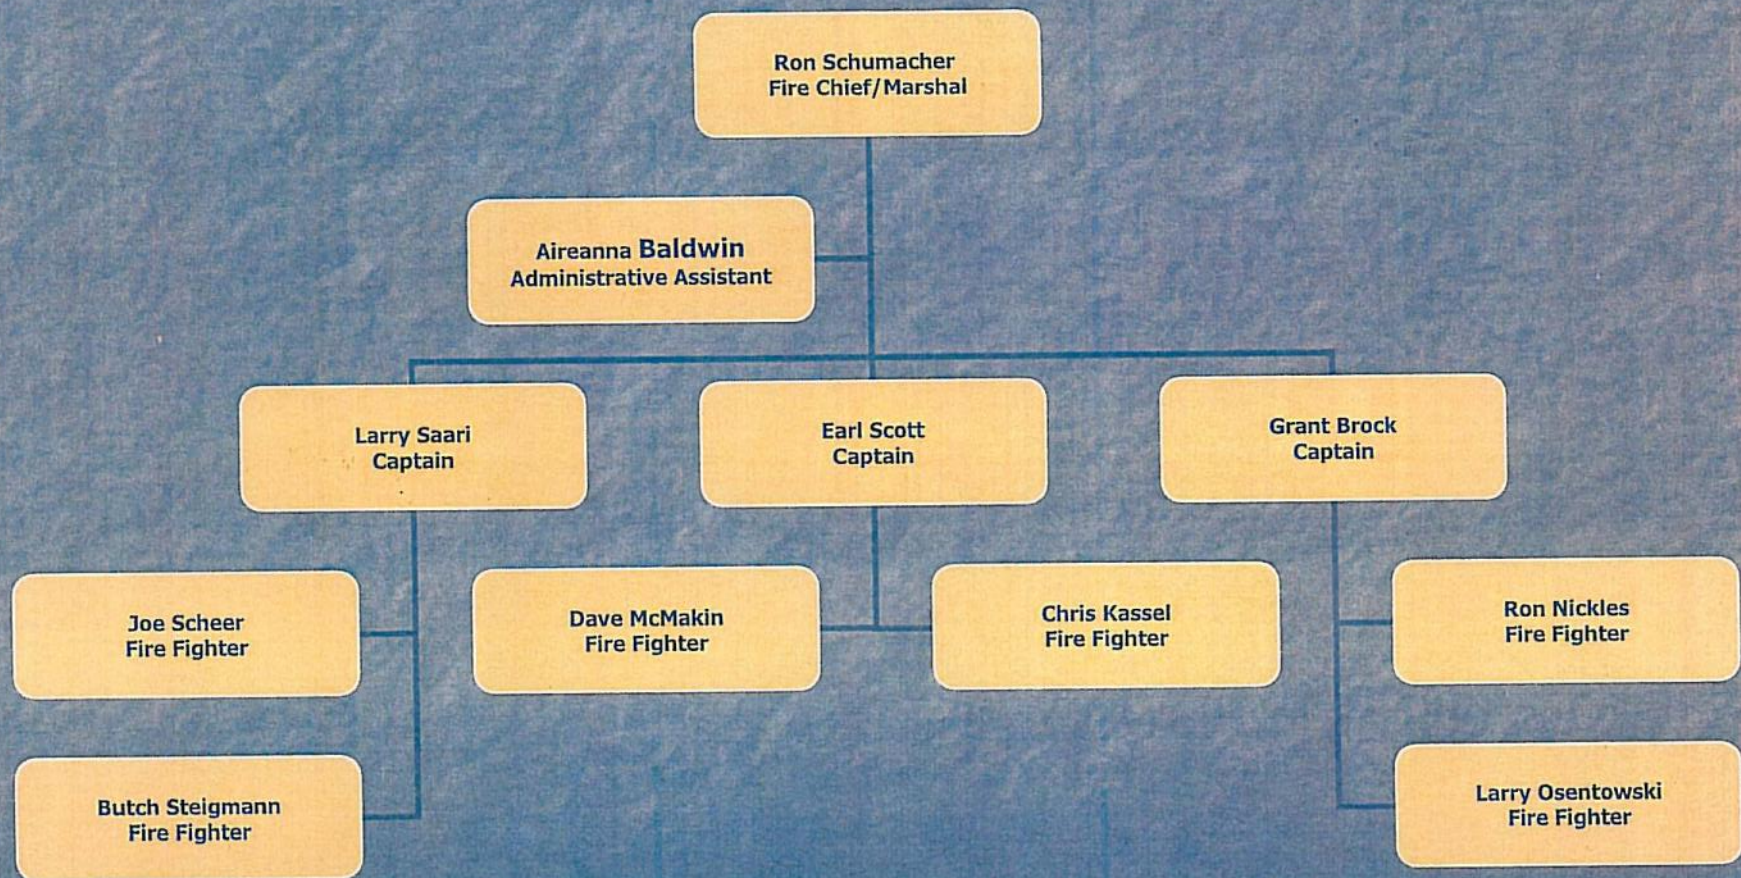 Ron Schumacher
Fire Chief/Marshal
Aireanna Baldwin
Administrative Assistant
Larry Saari
Captain
Earl Scott
Captain
Grant Brock
Captain
Joe Scheer
Fire Fighter
Dave McMakin
Fire Fighter
Chris Kassel
Fire Fighter
Ron Nickles
Fire Fighter
Butch Steigmann
Fire Fighter
Larry Osentowski
Fire Fighter